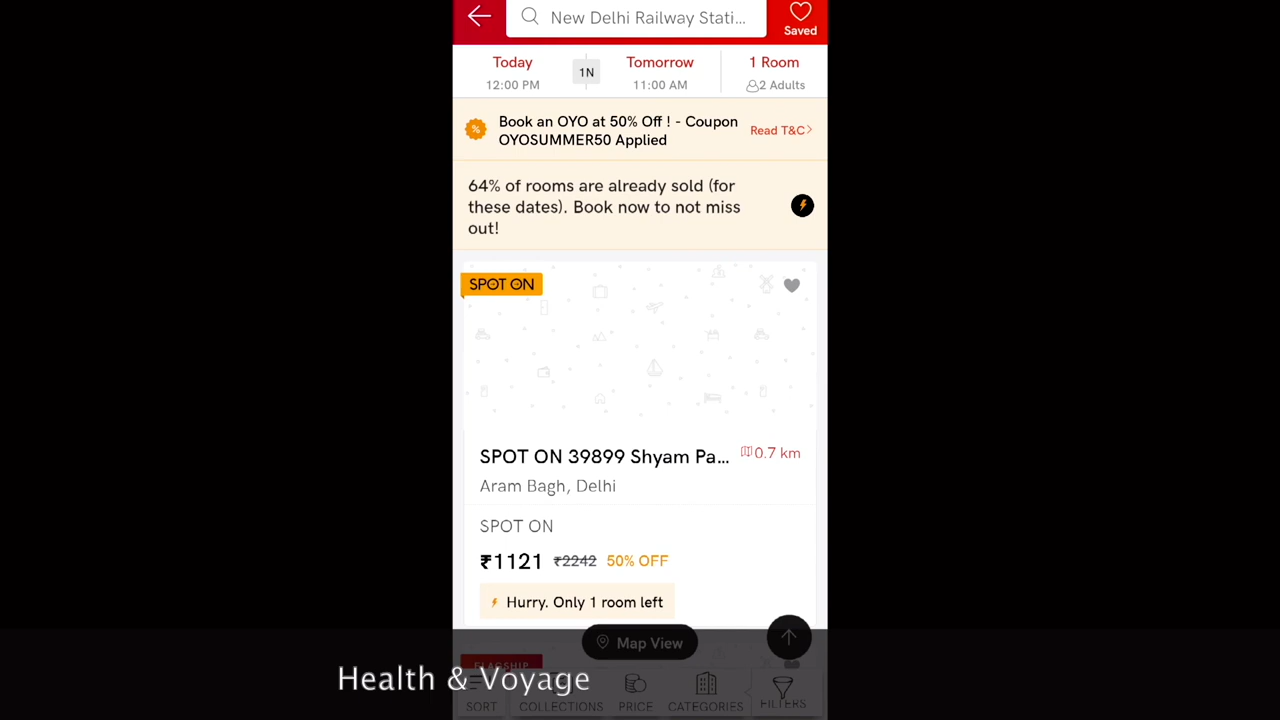 New Delhi Railway Stati...
Saved
Today
1N
Tomorrow
1 Room
12:00 PM
11:00 AM
2 Adults
Book an OYO at 50% Off ! - Coupon
OYOSUMMER50 Applied
Read T&C
64% of rooms are already sold (for
these dates). Book now to not miss
out!
SPOT ON
SPOT ON 39899 Shyam Pa...
0.7 km
Aram Bagh, Delhi
SPOT ON
₹1121 ₹2242 50% OFF
Hurry. Only 1 room left
Map View
FLAGSHIP
Health & Voyage
SORT
COLLECTIONS
PRICE
CATEGORIES
FILTERS